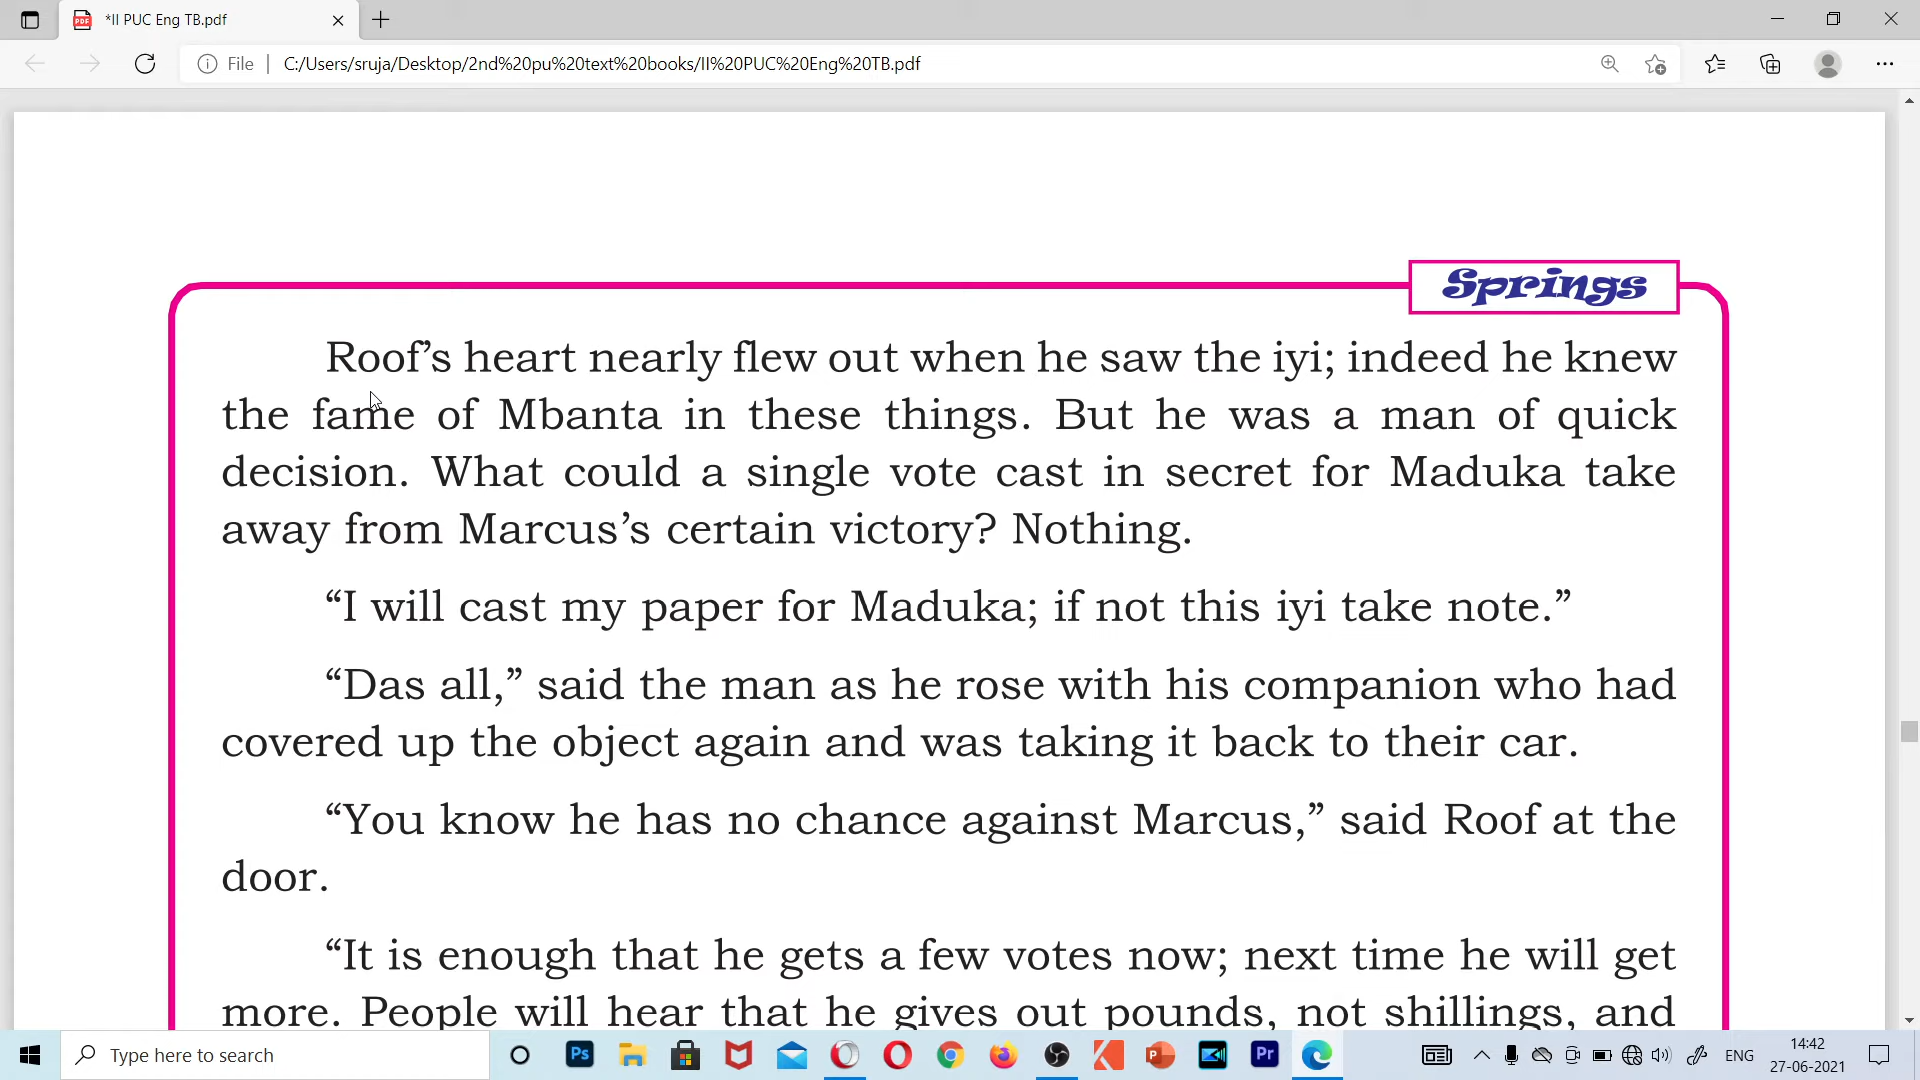 *II PUC Eng TB.pdf
File | C:/Users/sruja/Desktop/2nd%20pu%20text%20books/II%20PUC%20Eng%20TB.pdf
Springs
Roof’s heart nearly flew out when he saw the iyi; indeed he knew
the fame of Mbanta in these things. But he was a man of quick
decision. What could a single vote cast in secret for Maduka take
away from Marcus’s certain victory? Nothing.
“I will cast my paper for Maduka; if not this iyi take note.”
“Das all,” said the man as he rose with his companion who had
covered up the object again and was taking it back to their car.
“You know he has no chance against Marcus,” said Roof at the
door.
“It is enough that he gets a few votes now; next time he will get
more. People will hear that he gives out pounds, not shillings, and
Type here to search
Ps
Pr
ENG
14:42
27-06-2021